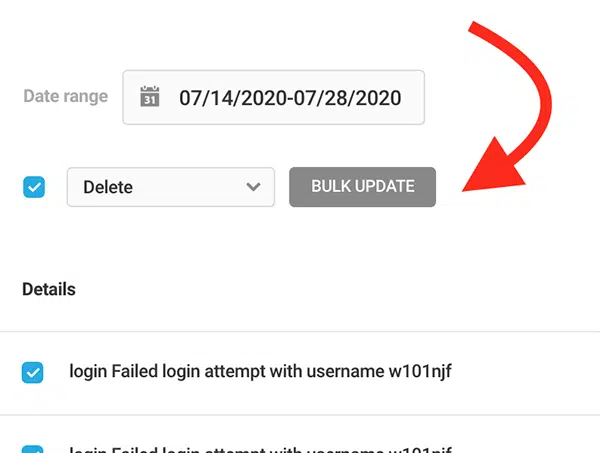 Date range
31
07/14/2020-07/28/2020
Delete
BULK UPDATE
Details
login Failed login attempt with username w101njf
login Failed login attempt with username w101njf